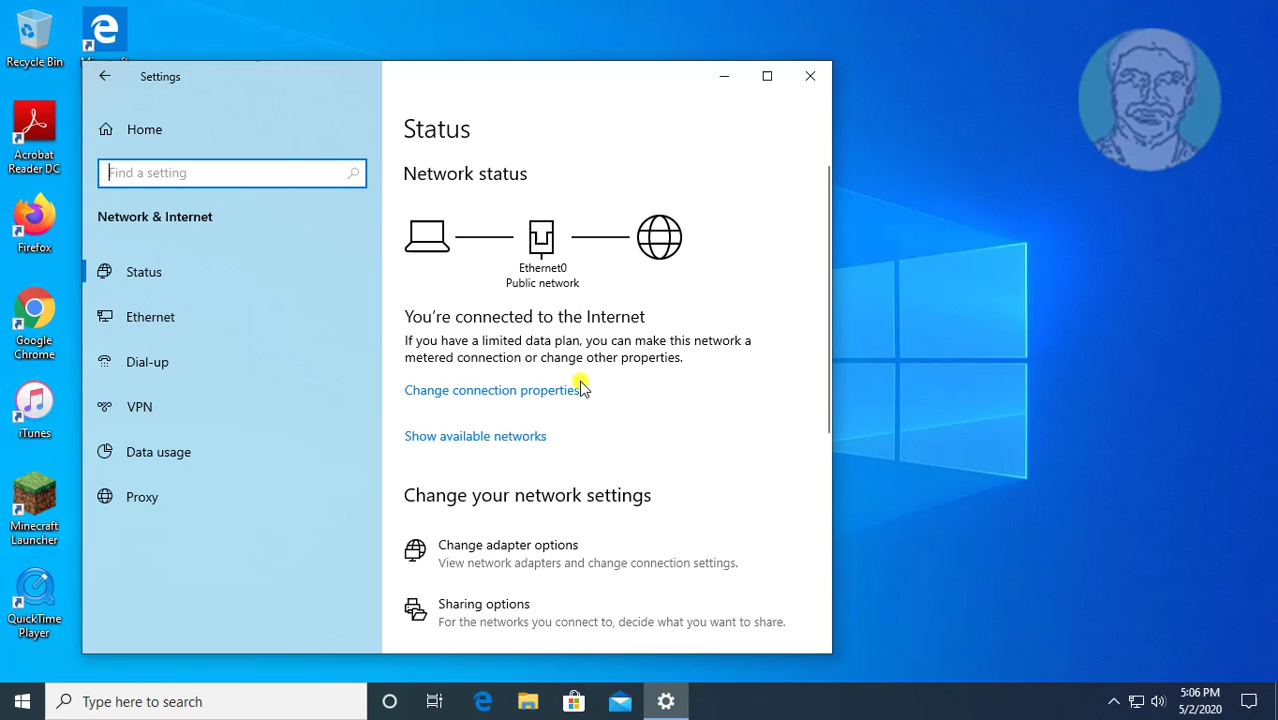 Recycle Bin
Acrobat
Reader DC
Firefox
Google
Chrome
iTunes
Minecraft
Launcher
QuickTime
Player
Settings
Home
Find a setting
Network & Internet
Status
Ethernet
Dial-up
VPN
Data usage
Proxy
Status
Network status
Ethernet0
Public network
You're connected to the Internet
If you have a limited data plan, you can make this network a
metered connection or change other properties.
Change connection properties
Show available networks
Change your network settings
Change adapter options
View network adapters and change connection settings.
Sharing options
For the networks you connect to, decide what you want to share.
Type here to search
5:06 PM
5/2/2020